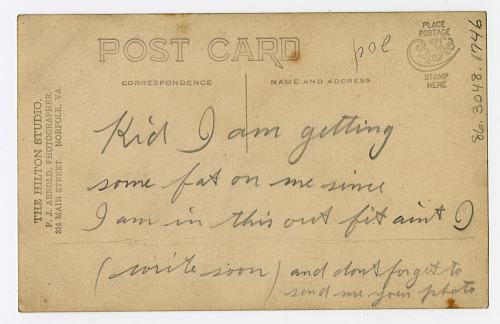 POST CARD
CORRESPONDENCE
NAME AND ADDRESS
PLACE
POSTAGE
STAMP
HERE
86.3048.1746
THE HILTON STUDIO,
F. J. ARNOLD, PHOTOGRAPHER,
314 MAIN STREET NORFOLK, VA.
Kid I am getting
some fat on me since
I am in this out fit aint I
(write soon) and dont forget to
send me your photo